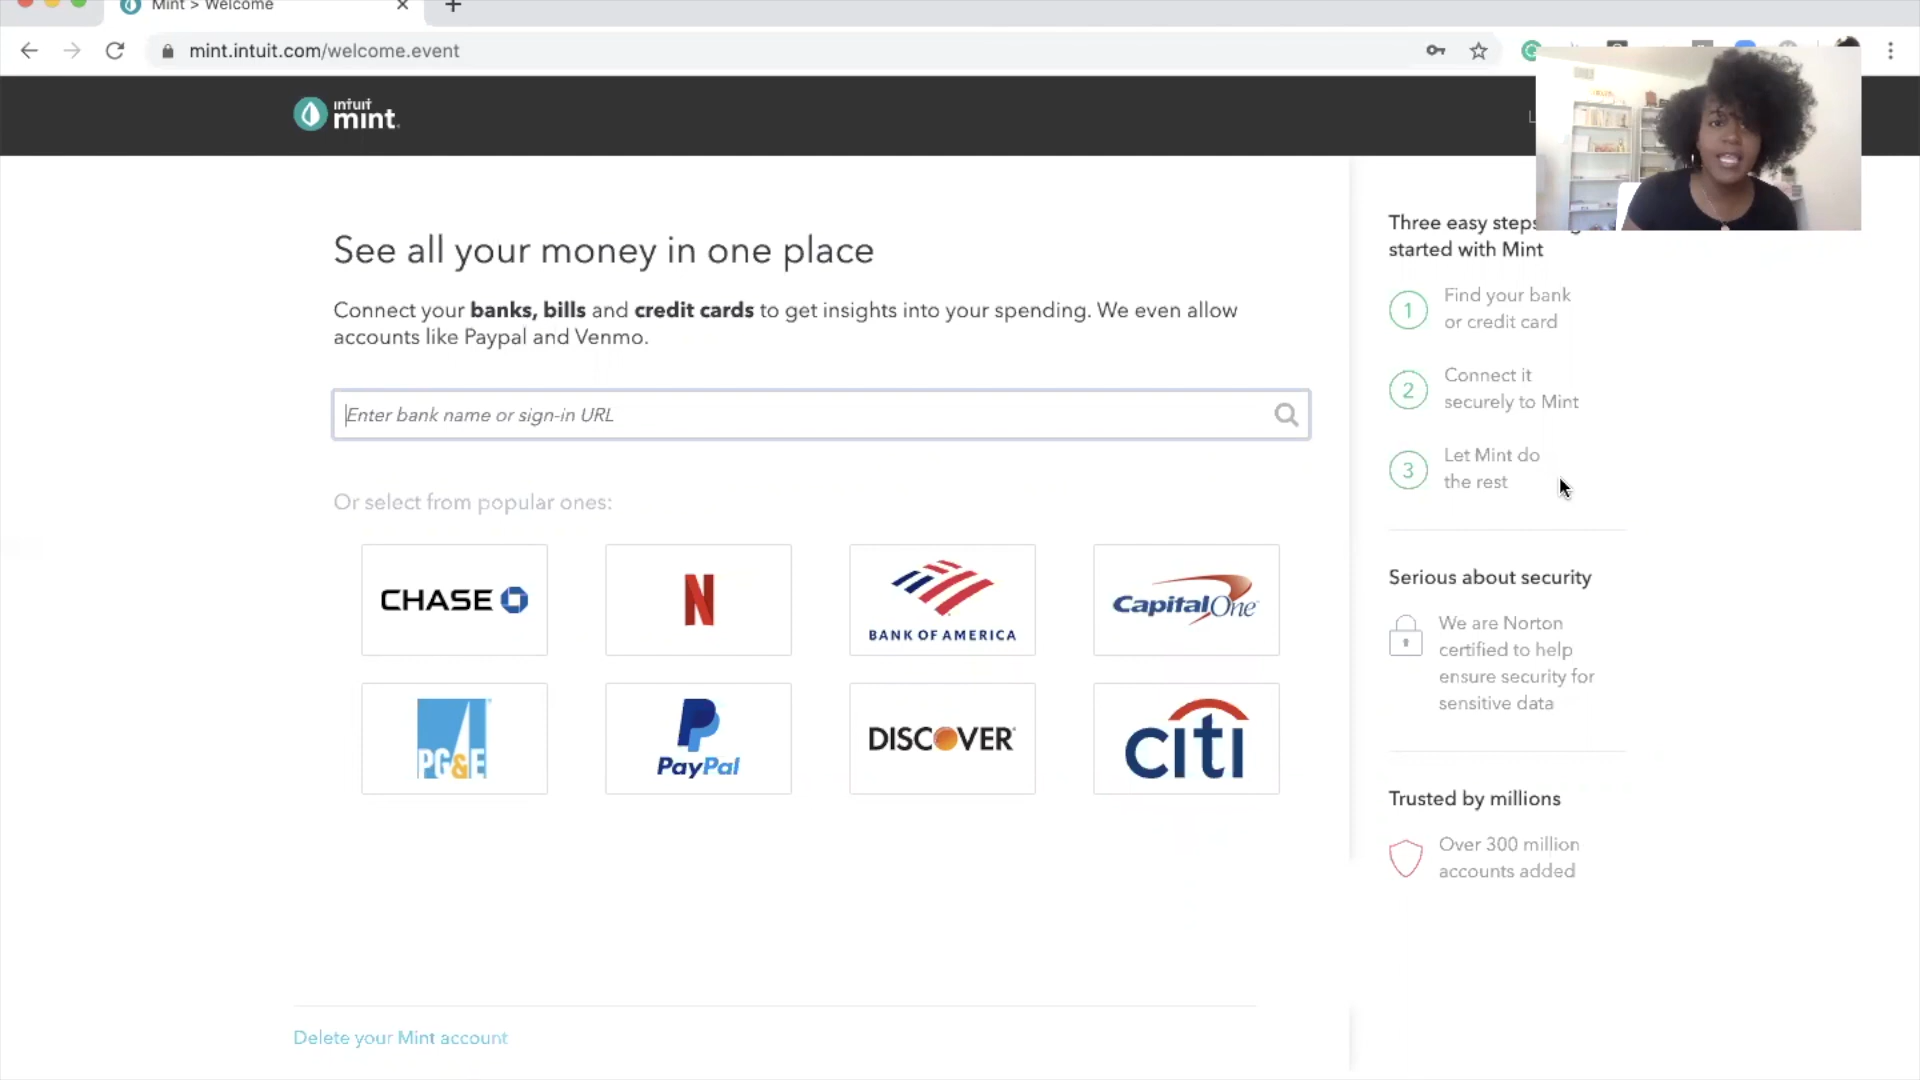 Mint > Welcome
mint.intuit.com/welcome.event
intuit
mint
See all your money in one place
Connect your banks, bills and credit cards to get insights into your spending. We even allow
accounts like Paypal and Venmo.
Enter bank name or sign-in URL
Or select from popular ones:
CHASE
N
BANK OF AMERICA
CapitalOne
PG&E
PayPal
DISCOVER
citi
Delete your Mint account
Three easy steps
started with Mint
1
Find your bank
or credit card
2
Connect it
securely to Mint
3
Let Mint do
the rest
Serious about security
We are Norton
certified to help
ensure security for
sensitive data
Trusted by millions
Over 300 million
accounts added